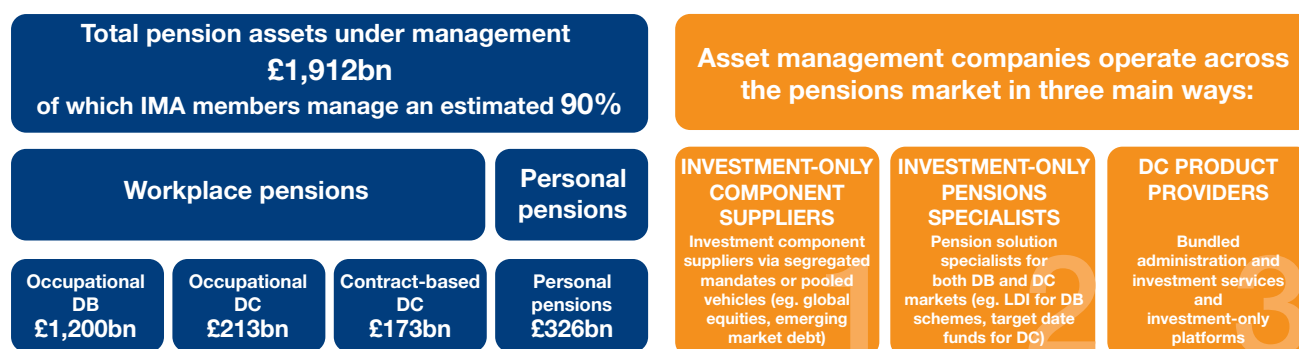 Total pension assets under management
£1,912bn
of which IMA members manage an estimated 90%
Workplace pensions
Personal
pensions
Occupational
DB
£1,200bn
Occupational
DC
£213bn
Contract-based
DC
£173bn
Personal
pensions
£326bn
Asset management companies operate across
the pensions market in three main ways:
INVESTMENT-ONLY
COMPONENT
SUPPLIERS
Investment component
suppliers via segregated
mandates or pooled
vehicles (eg. global
equities, emerging
market debt)
1
INVESTMENT-ONLY
PENSIONS
SPECIALISTS
Pension solution
specialists for
both DB and DC
markets (eg. LDI for DB
schemes, target date
funds for DC)
2
DC PRODUCT
PROVIDERS
Bundled
administration and
investment services
and
investment-only
platforms
3